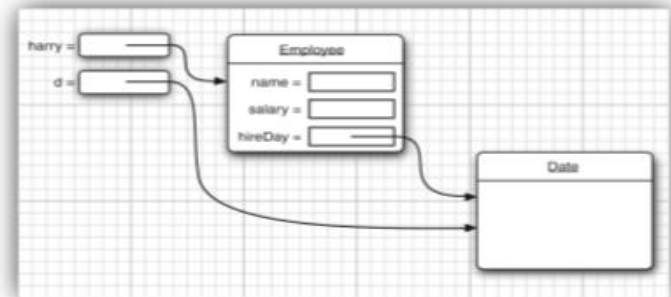 harry =
Employee
d =
name =
salary =
hireDay =
Date